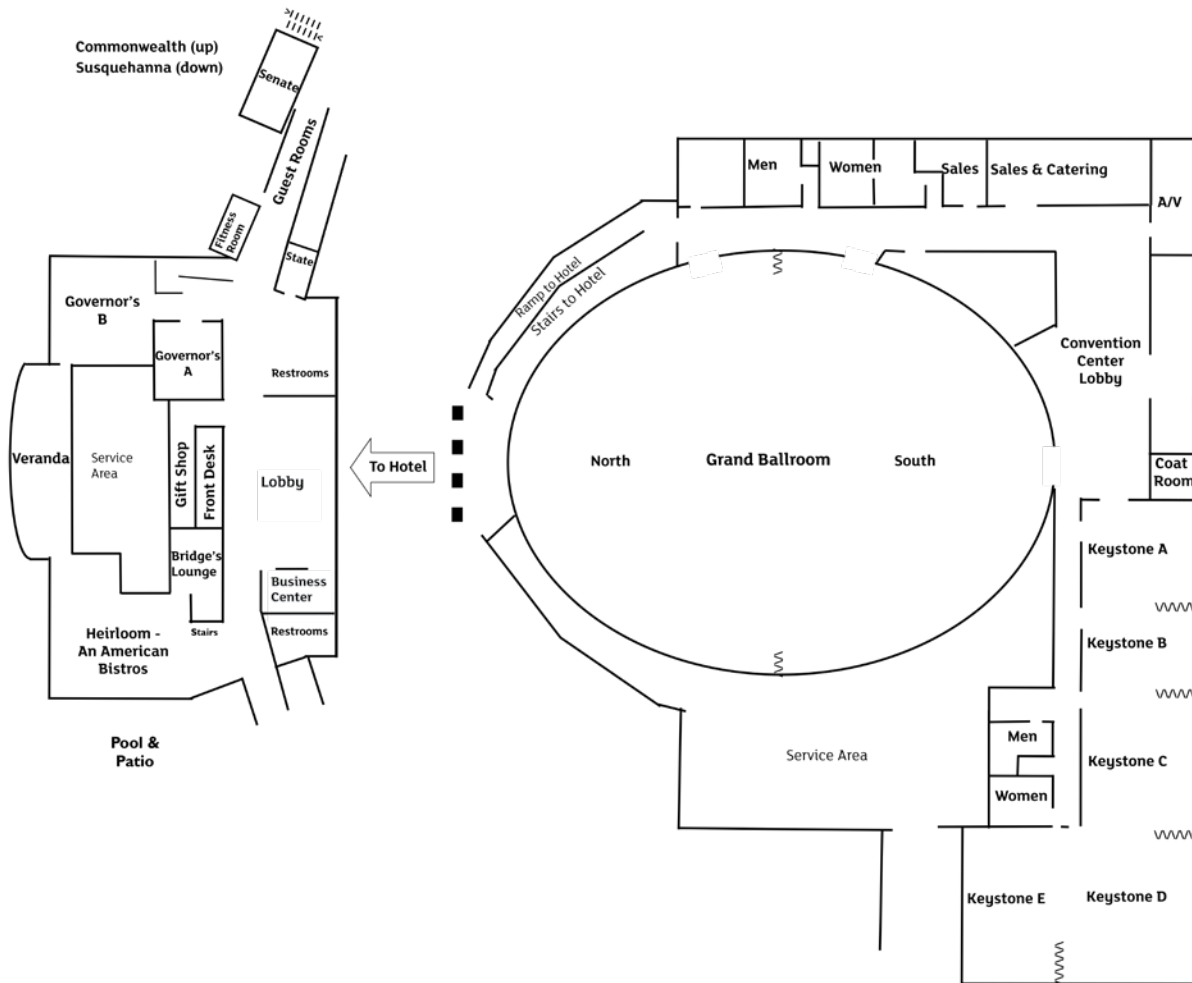 Commonwealth (up)
Susquehanna (down)
Senate
Guest Rooms
Fitness
Room
State
Governor's
B
Governor's
A
Restrooms
Veranda
Service
Area
Gift Shop
Front Desk
Lobby
Bridge's
Lounge
Business
Center
Stairs
Restrooms
Heirloom -
An American
Bistros
Pool &
Patio
To Hotel
Ramp to Hotel
Stairs to Hotel
Men
Women
Sales
Sales & Catering
A/V
Convention
Center
Lobby
North
Grand Ballroom
South
Coat
Room
Keystone A
Keystone B
Men
Keystone C
Service Area
Women
Keystone E
Keystone D